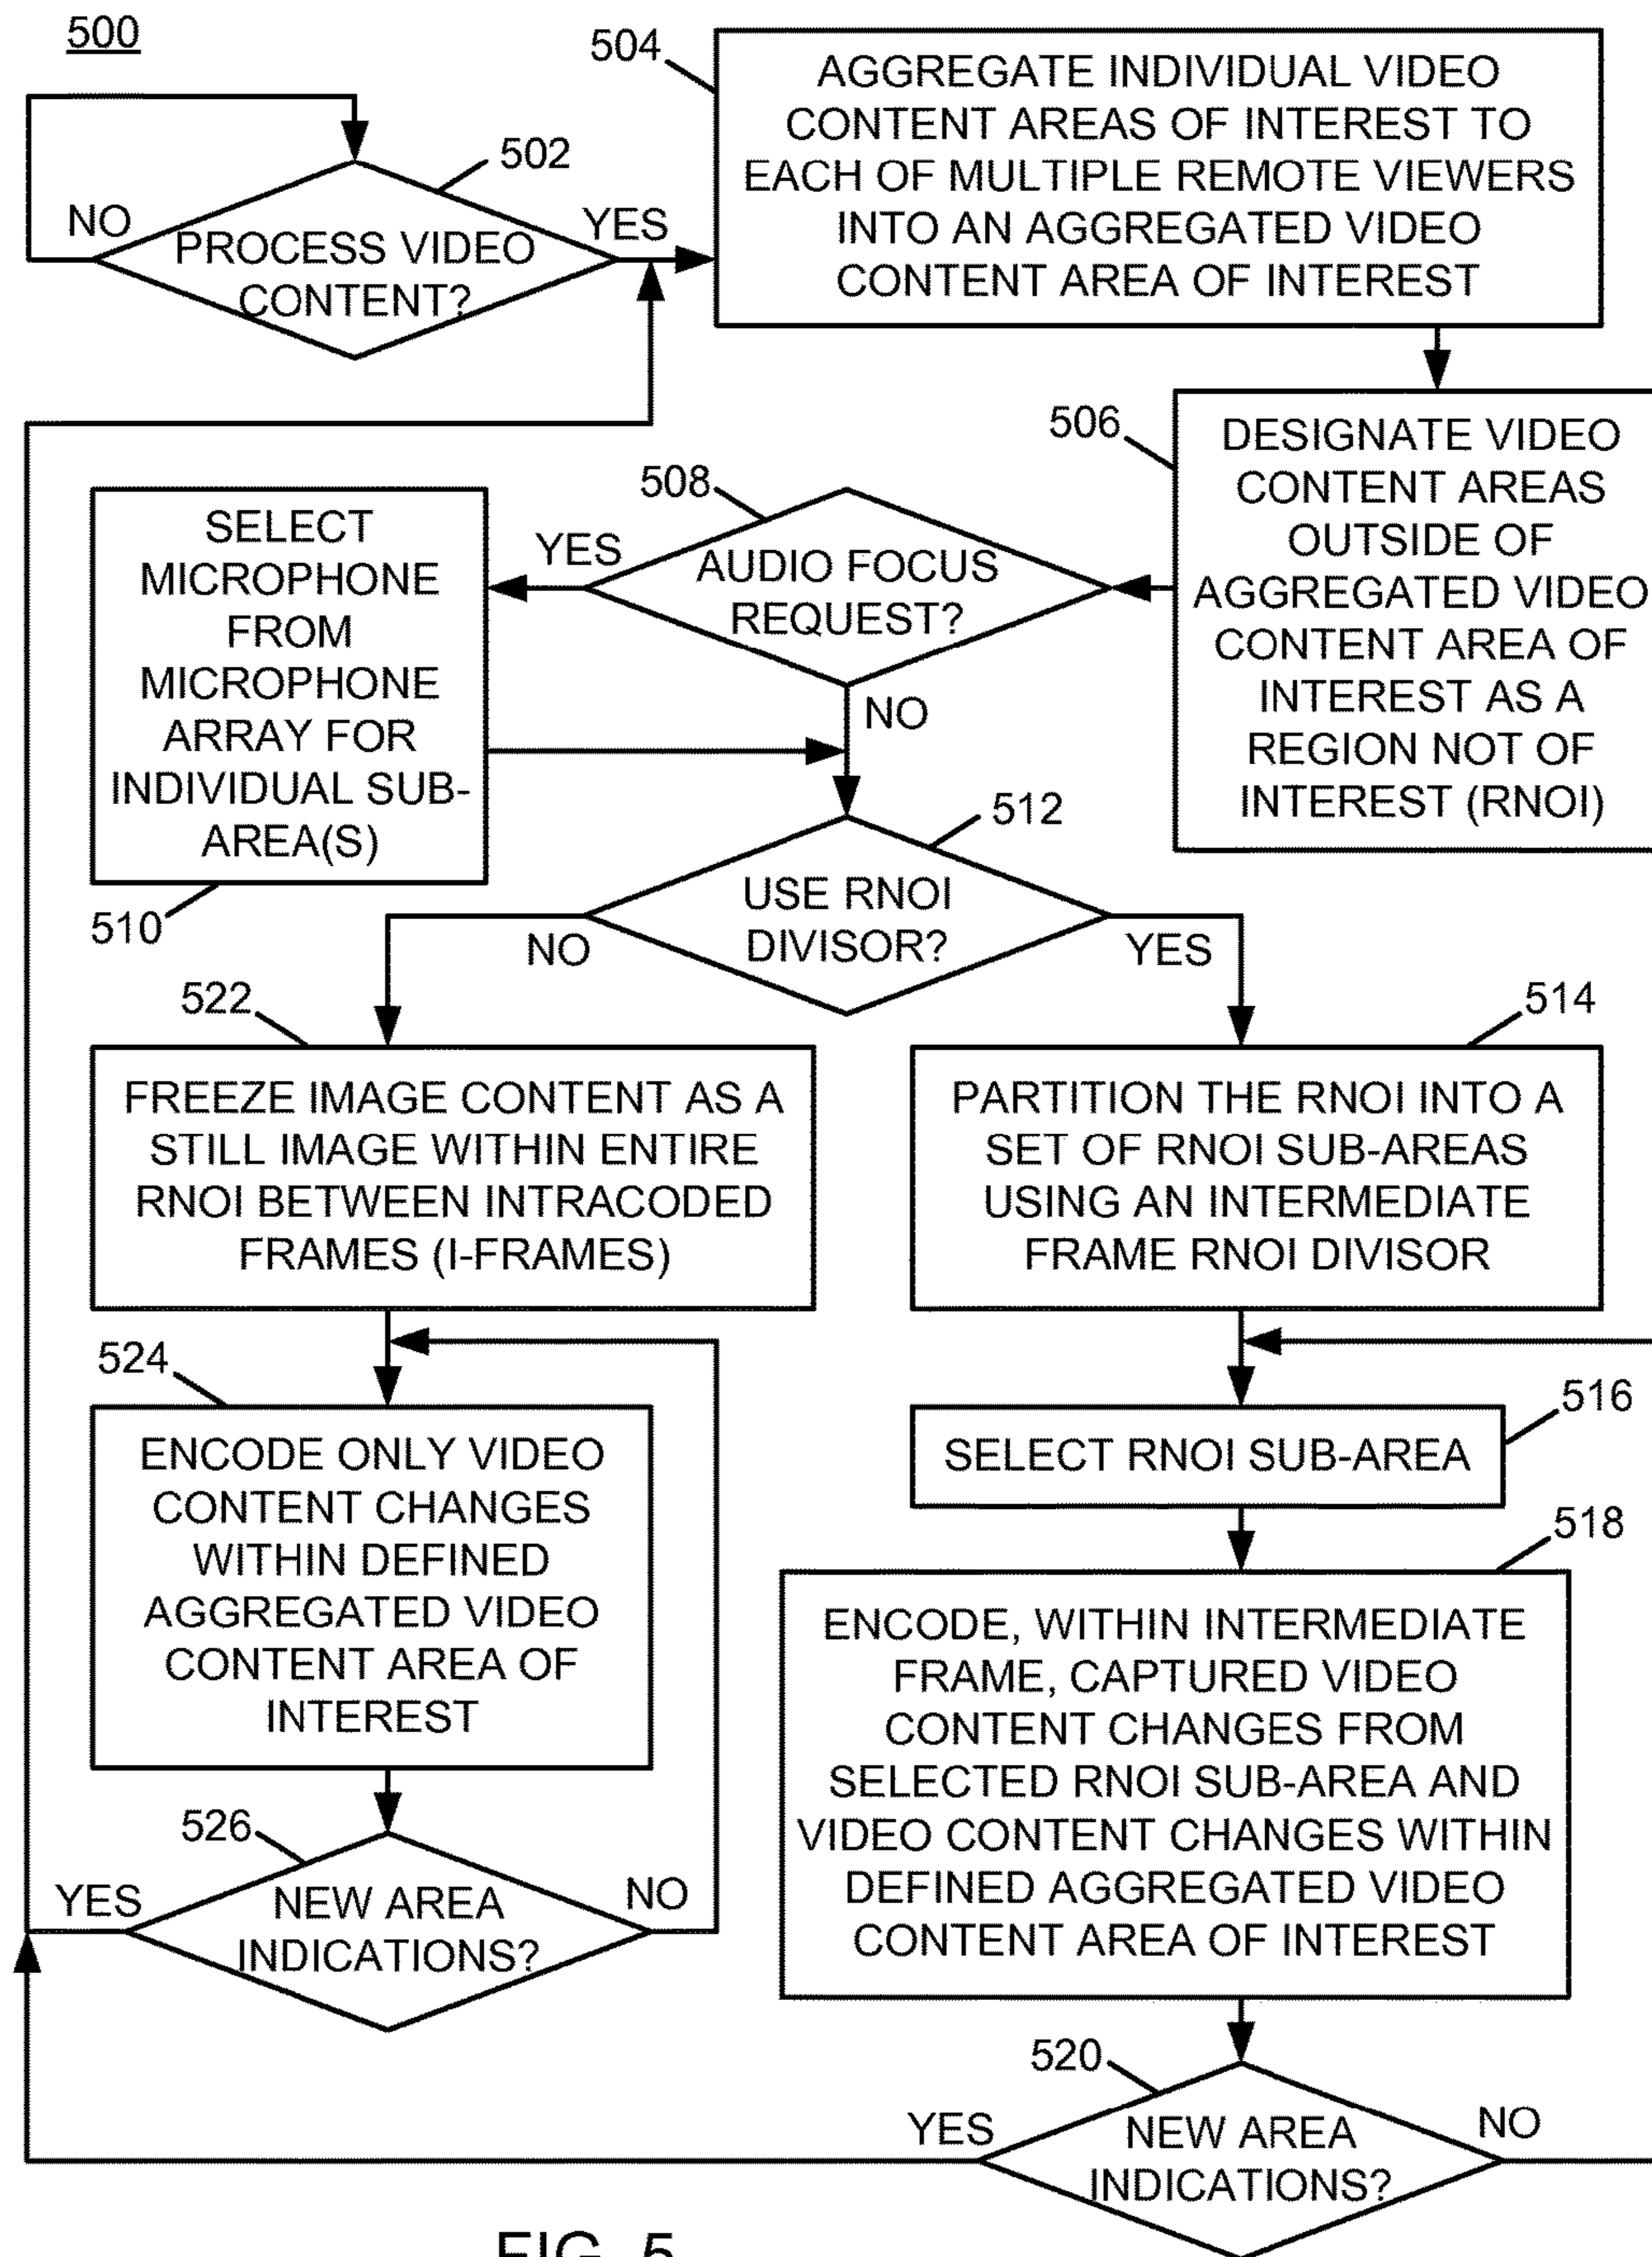 500
504
AGGREGATE INDIVIDUAL VIDEO
CONTENT AREAS OF INTEREST TO
EACH OF MULTIPLE REMOTE VIEWERS
INTO AN AGGREGATED VIDEO
CONTENT AREA OF INTEREST
502
NO
YES
PROCESS VIDEO
CONTENT?
506
DESIGNATE VIDEO
CONTENT AREAS
OUTSIDE OF
AGGREGATED VIDEO
CONTENT AREA OF
INTEREST AS A
REGION NOT OF
INTEREST (RNOI)
508
AUDIO FOCUS
REQUEST?
YES
NO
SELECT
MICROPHONE
FROM
MICROPHONE
ARRAY FOR
INDIVIDUAL SUB-
AREA(S)
510
512
USE RNOI
DIVISOR?
NO
YES
522
FREEZE IMAGE CONTENT AS A
STILL IMAGE WITHIN ENTIRE
RNOI BETWEEN INTRACODED
FRAMES (I-FRAMES)
514
PARTITION THE RNOI INTO A
SET OF RNOI SUB-AREAS
USING AN INTERMEDIATE
FRAME RNOI DIVISOR
524
ENCODE ONLY VIDEO
CONTENT CHANGES
WITHIN DEFINED
AGGREGATED VIDEO
CONTENT AREA OF
INTEREST
516
SELECT RNOI SUB-AREA
518
ENCODE, WITHIN INTERMEDIATE
FRAME, CAPTURED VIDEO
CONTENT CHANGES FROM
SELECTED RNOI SUB-AREA AND
VIDEO CONTENT CHANGES WITHIN
DEFINED AGGREGATED VIDEO
CONTENT AREA OF INTEREST
526
YES
NO
NEW AREA
INDICATIONS?
520
YES
NO
NEW AREA
INDICATIONS?
FIG. 5